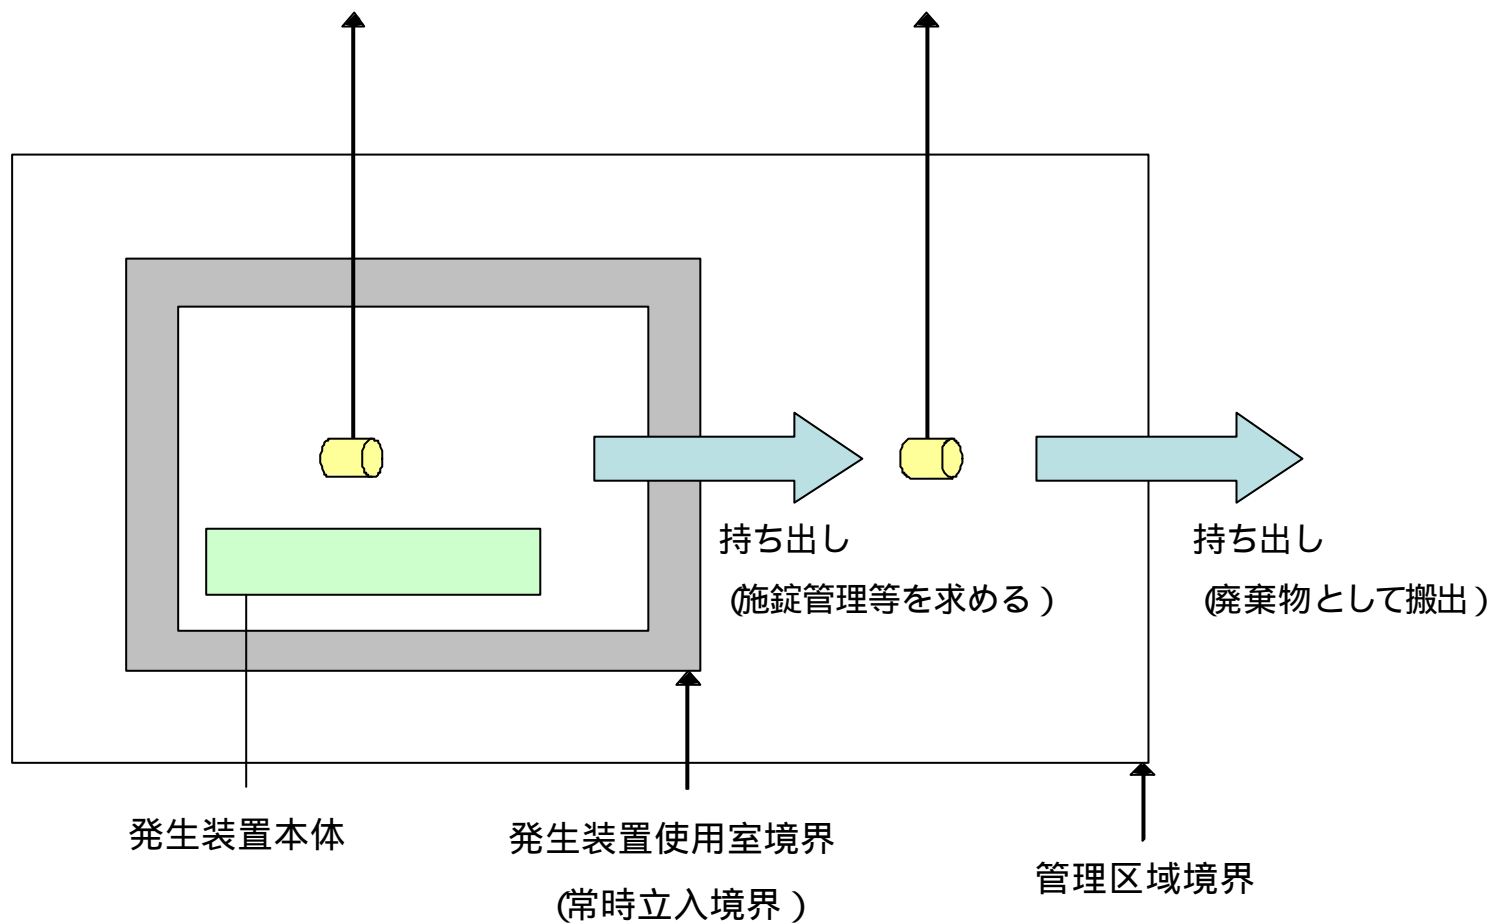 持ち出し
(施錠管理等を求める)
持ち出し
(廃棄物として搬出)
発生装置本体
発生装置使用室境界
(常時立入境界)
管理区域境界